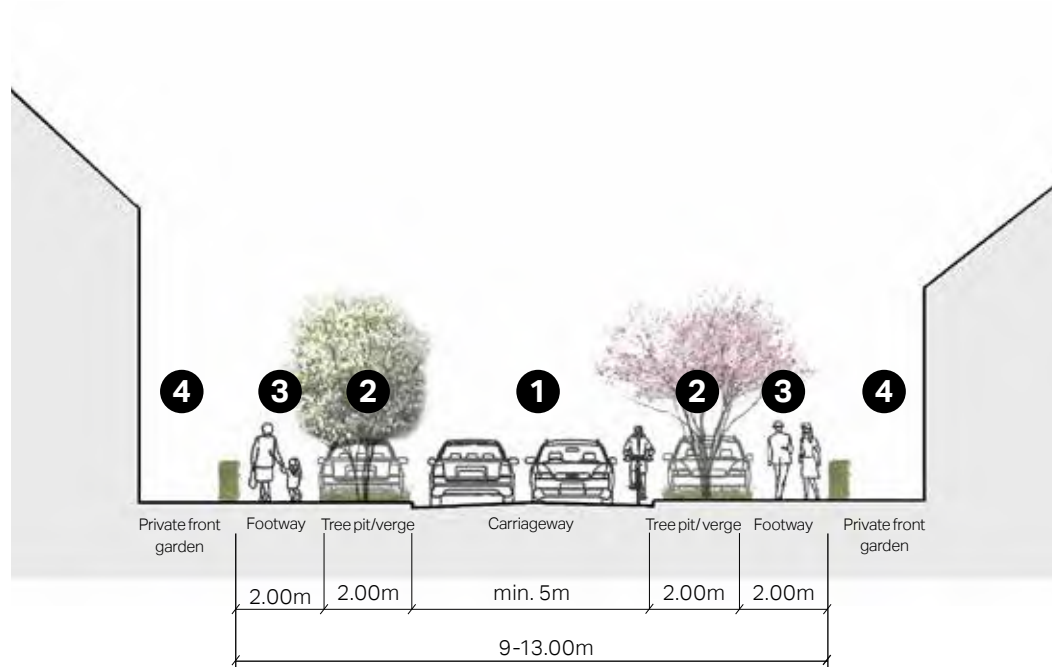 4 3 2 1 2 3 4
Private front Footway Tree pit/verge Carriageway Tree pit/verge Footway Private front
garden garden
2.00m 2.00m min. 5m 2.00m 2.00m
9-13.00m